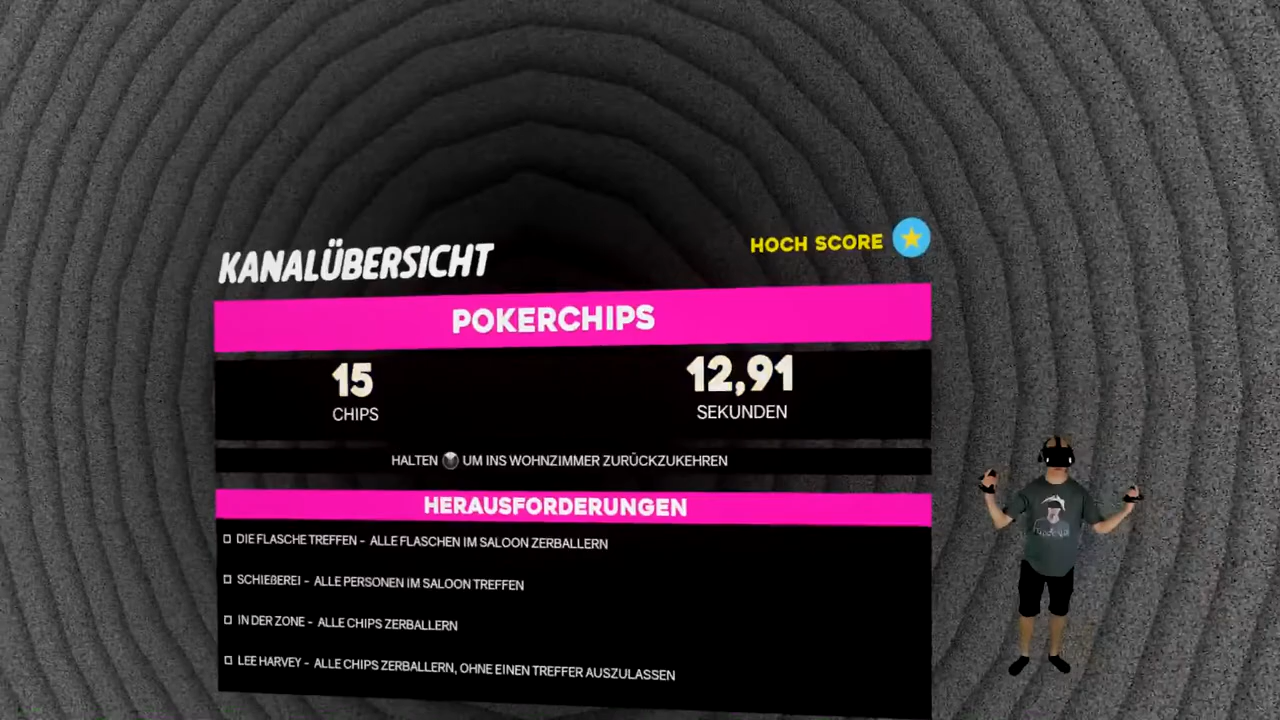 KANALÜBERSICHT
HOCH SCORE
POKERCHIPS
15
CHIPS
12,91
SEKUNDEN
HALTEN UM INS WOHNZIMMER ZURÜCKZUKEHREN
HERAUSFORDERUNGEN
DIE FLASCHE TREFFEN - ALLE FLASCHEN IM SALOON ZERBALLERN
SCHIEßEREI - ALLE PERSONEN IM SALOON TREFFEN
IN DER ZONE - ALLE CHIPS ZERBALLERN
LEE HARVEY - ALLE CHIPS ZERBALLERN, OHNE EINEN TREFFER AUSZULASSEN